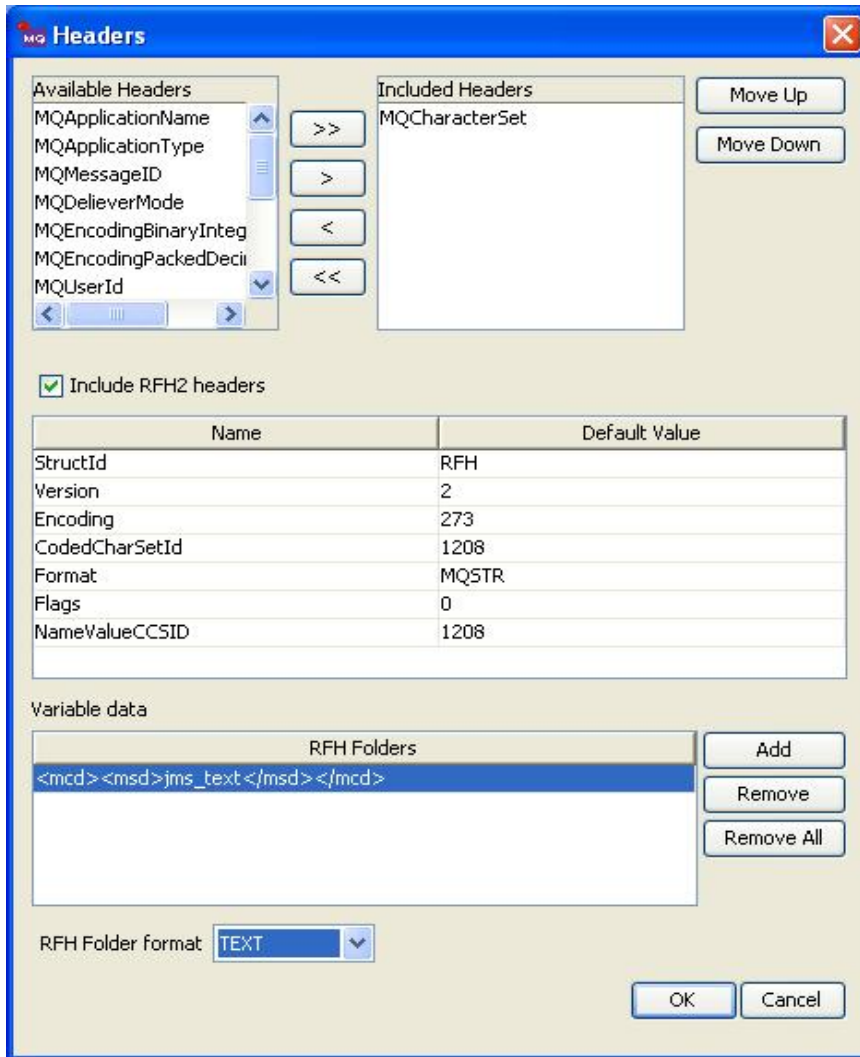 MQ Headers
Available Headers
MQApplicationName
MQApplicationType
MQMessageID
MQDelieverMode
MQEncodingBinaryInteg
MQEncodingPackedDeci
MQUserId
>>
>
<
<<
Included Headers
MQCharacterSet
Move Up
Move Down
Include RFH2 headers
Name Default Value
StructId RFH
Version 2
Encoding 273
CodedCharSetId 1208
Format MQSTR
Flags 0
NameValueCCSID 1208
Variable data
RFH Folders
<mcd><msd>jms_text</msd></mcd>
Add
Remove
Remove All
RFH Folder format TEXT
OK Cancel